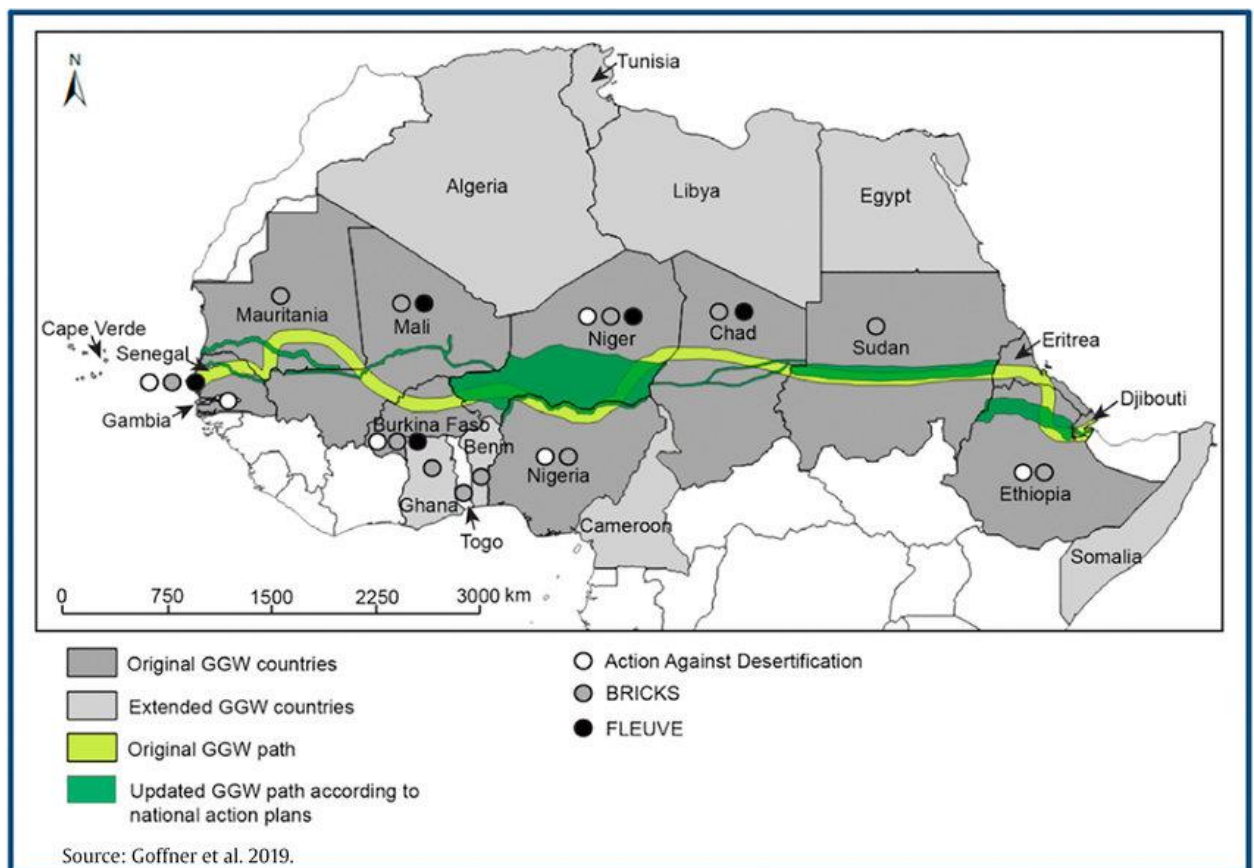 N
Tunisia
Algeria
Libya
Egypt
Mauritania
Mali
Niger
Chad
Sudan
Cape Verde
Senegal
Eritrea
Gambia
Djibouti
Burkina Faso
Benin
Nigeria
Ethiopia
Ghana
Togo
Cameroon
Somalia
0 750 1500 2250 3000 km
Original GGW countries
Extended GGW countries
Original GGW path
Updated GGW path according to
national action plans
Action Against Desertification
BRICKS
FLEUVE
Source: Goffner et al. 2019.